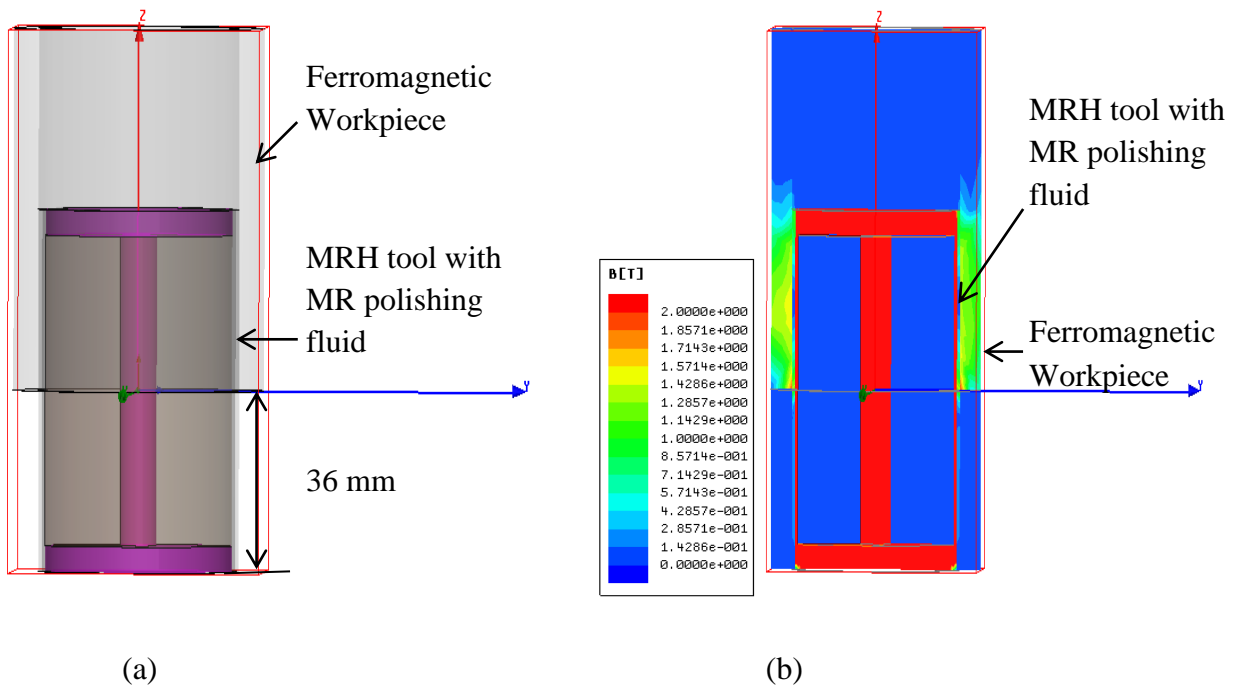 Z
Ferromagnetic
Workpiece
MRH tool with
MR polishing
fluid
Y
36 mm
(a)
Z
MRH tool with
MR polishing
fluid
B[T]
2.0000e+000
1.8571e+000
1.7143e+000
1.5714e+000
1.4286e+000
1.2857e+000
1.1429e+000
1.0000e+000
8.5714e-001
7.1429e-001
5.7143e-001
4.2857e-001
2.8571e-001
1.4286e-001
0.0000e+000
Ferromagnetic
Workpiece
Y
(b)